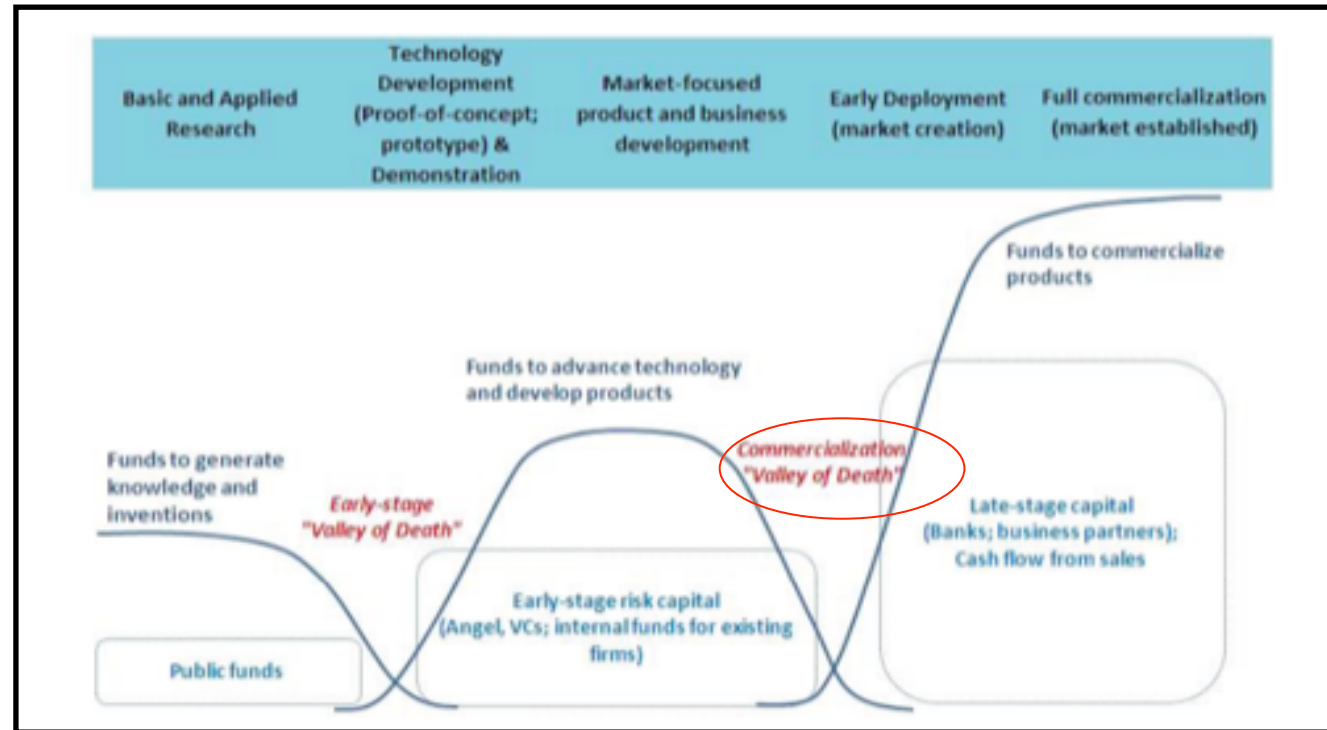 Basic and Applied
Research
Technology
Development
(Proof-of-concept;
prototype) &
Demonstration
Market-focused
product and business
development
Early Deployment
(market creation)
Full commercialization
(market established)
Funds to commercialize
products
Funds to advance technology
and develop products
Funds to generate
knowledge and
inventions
Early-stage
"Valley of Death"
Commercialization
"Valley of Death"
Late-stage capital
(Banks; business partners);
Cash flow from sales
Early-stage risk capital
(Angel, VCs; internal funds for existing
firms)
Public funds